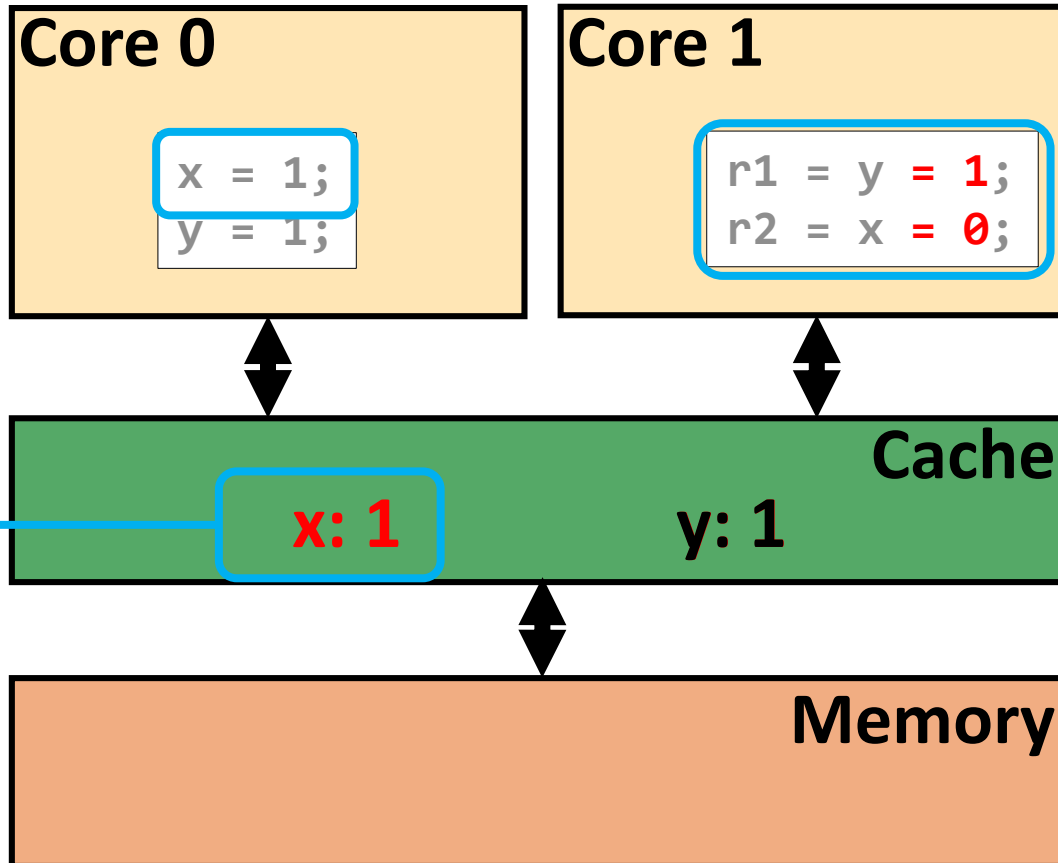 Core 0
x = 1;
y = 1;
Core 1
r1 = y = 1;
r2 = x = 0;
Cache
x: 1
y: 1
Memory